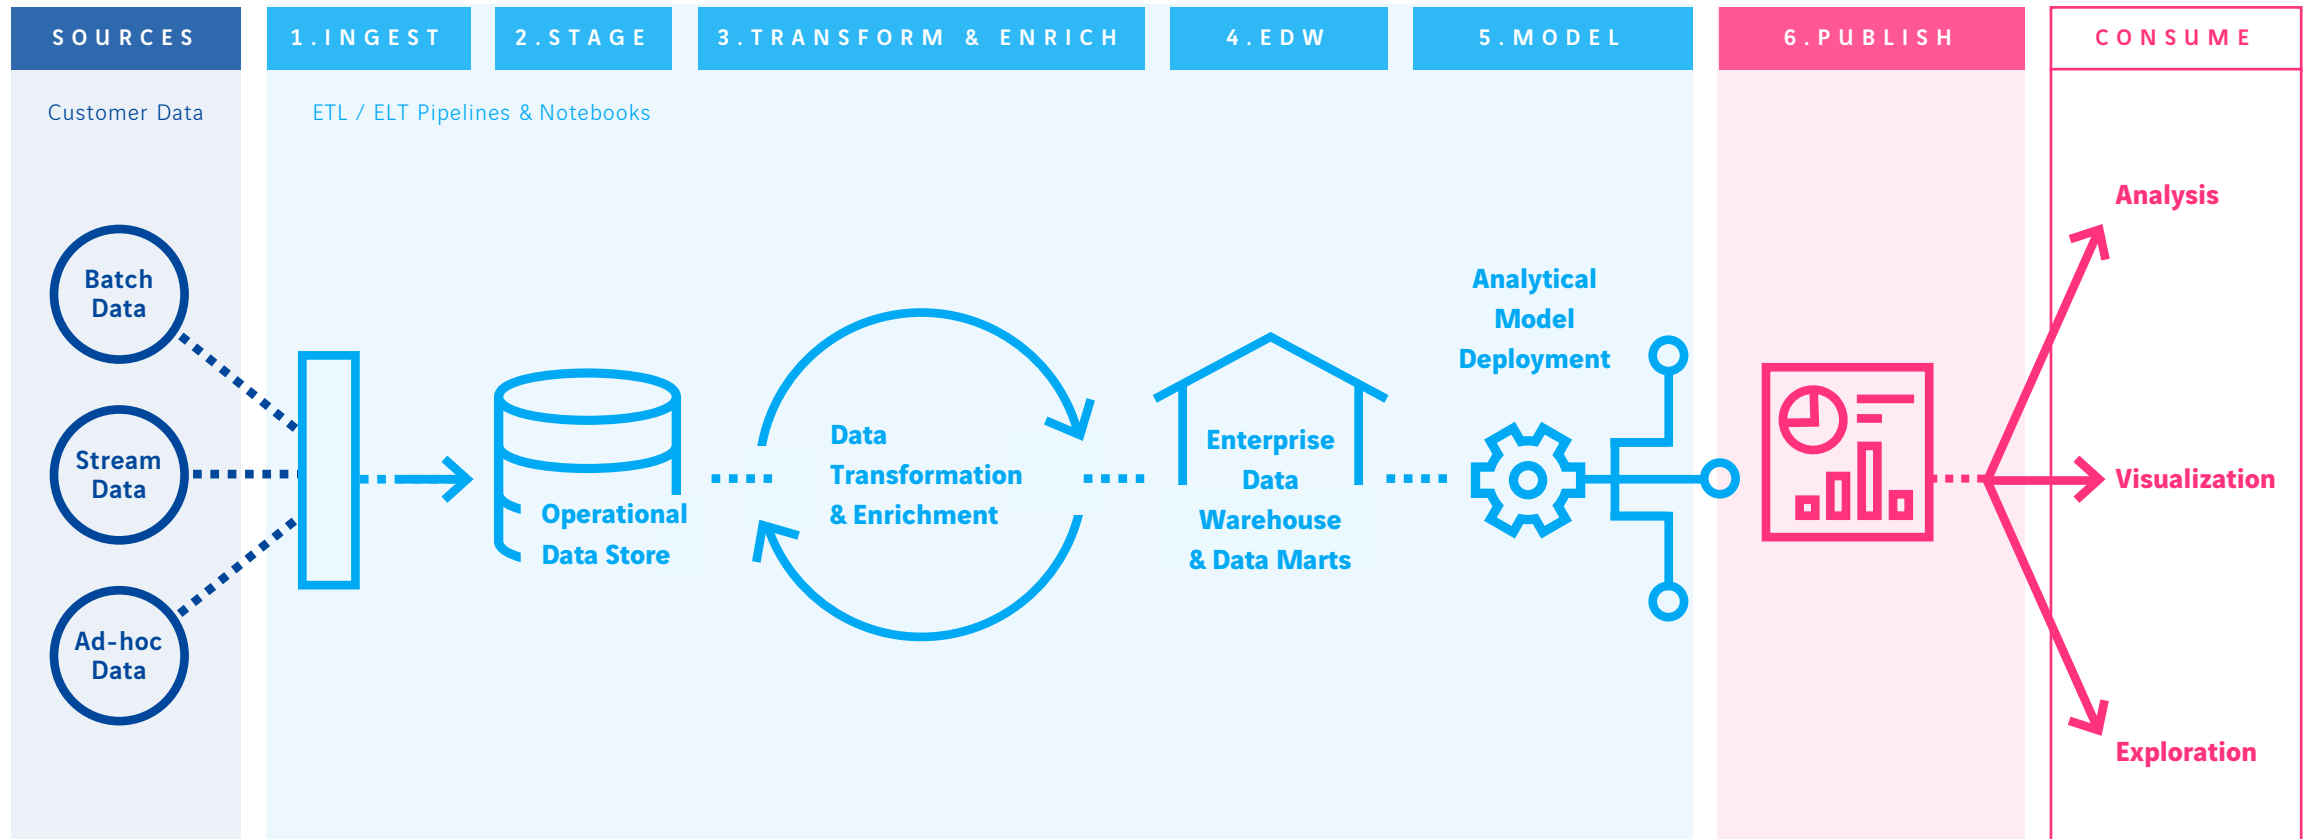 SOURCES
1.INGEST
2.STAGE
3.TRANSFORM & ENRICH
4.EDW
5.MODEL
6.PUBLISH
CONSUME
Customer Data
ETL / ELT Pipelines & Notebooks
Batch
Data
Stream
Data
Ad-hoc
Data
Operational
Data Store
Data
Transformation
& Enrichment
Enterprise
Data
Warehouse
& Data Marts
Analytical
Model
Deployment
Analysis
Visualization
Exploration